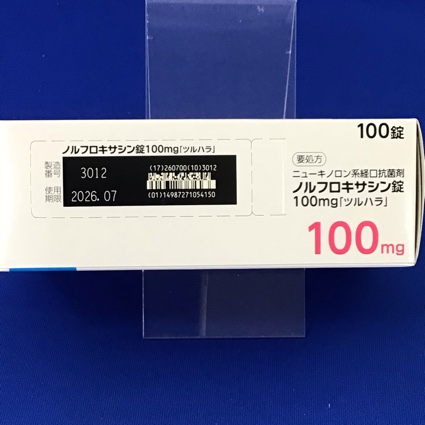 ノルフロキサシン錠100mg「ツルハラ」
製造番号 3012
使用期限 2026.07
(17)260700(10)3012
(01)14987271054150
100錠
要処方
ニューキノロン系経口抗菌剤
ノルフロキサシン錠
100mg「ツルハラ」
100mg